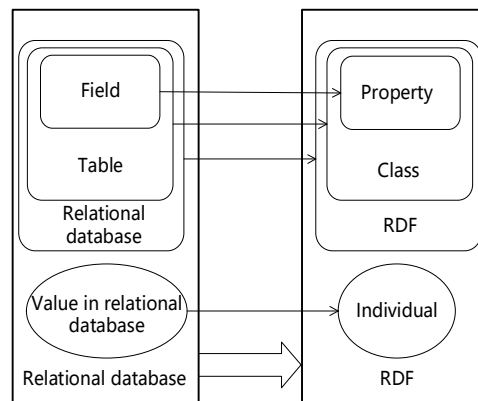 Field
Property
Table
Class
Relational
database
RDF
Value in relational
database
Individual
Relational database
RDF